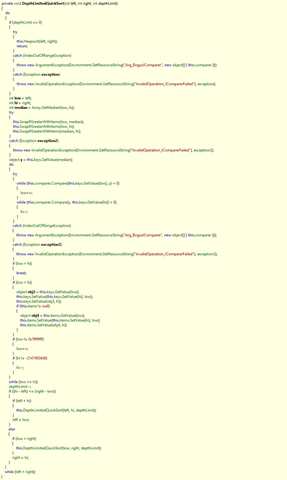 private void DepthLimitedQuickSort(int left, int right, int depthLimit)
{
do
{
if (depthLimit == 0)
{
try
{
this.Heapsort(left, right);
return;
}
catch (IndexOutOfRangeException)
{
throw new ArgumentException(Environment.GetResourceString("Arg_BogusIComparer", new object[] { this.comparer }));
}
catch (Exception exception)
{
throw new InvalidOperationException(Environment.GetResourceString("InvalidOperation_IComparerFailed"), exception);
}
}
int low = left;
int hi = right;
int median = Array.GetMedian(low, hi);
try
{
this.SwapIfGreaterWithItems(low, median);
this.SwapIfGreaterWithItems(low, hi);
this.SwapIfGreaterWithItems(median, hi);
}
catch (Exception exception2)
{
throw new InvalidOperationException(Environment.GetResourceString("InvalidOperation_IComparerFailed"), exception2);
}
object y = this.keys.GetValue(median);
do
{
try
{
while (this.comparer.Compare(this.keys.GetValue(low), y) < 0)
{
low++;
}
while (this.comparer.Compare(y, this.keys.GetValue(hi)) < 0)
{
hi--;
}
}
catch (IndexOutOfRangeException)
{
throw new ArgumentException(Environment.GetResourceString("Arg_BogusIComparer", new object[] { this.comparer }));
}
catch (Exception exception3)
{
throw new InvalidOperationException(Environment.GetResourceString("InvalidOperation_IComparerFailed"), exception3);
}
if (low > hi)
{
break;
}
if (low < hi)
{
object obj3 = this.keys.GetValue(low);
this.keys.SetValue(this.keys.GetValue(hi), low);
this.keys.SetValue(obj3, hi);
if (this.items != null)
{
object obj4 = this.items.GetValue(low);
this.items.SetValue(this.items.GetValue(hi), low);
this.items.SetValue(obj4, hi);
}
}
if (low != 0x7fffffff)
{
low++;
}
if (hi != -2147483648)
{
hi--;
}
}
while (low <= hi);
depthLimit--;
if ((hi - left) <= (right - low))
{
if (left < hi)
{
this.DepthLimitedQuickSort(left, hi, depthLimit);
}
left = low;
}
else
{
if (low < right)
{
this.DepthLimitedQuickSort(low, right, depthLimit);
}
right = hi;
}
}
while (left < right);
}